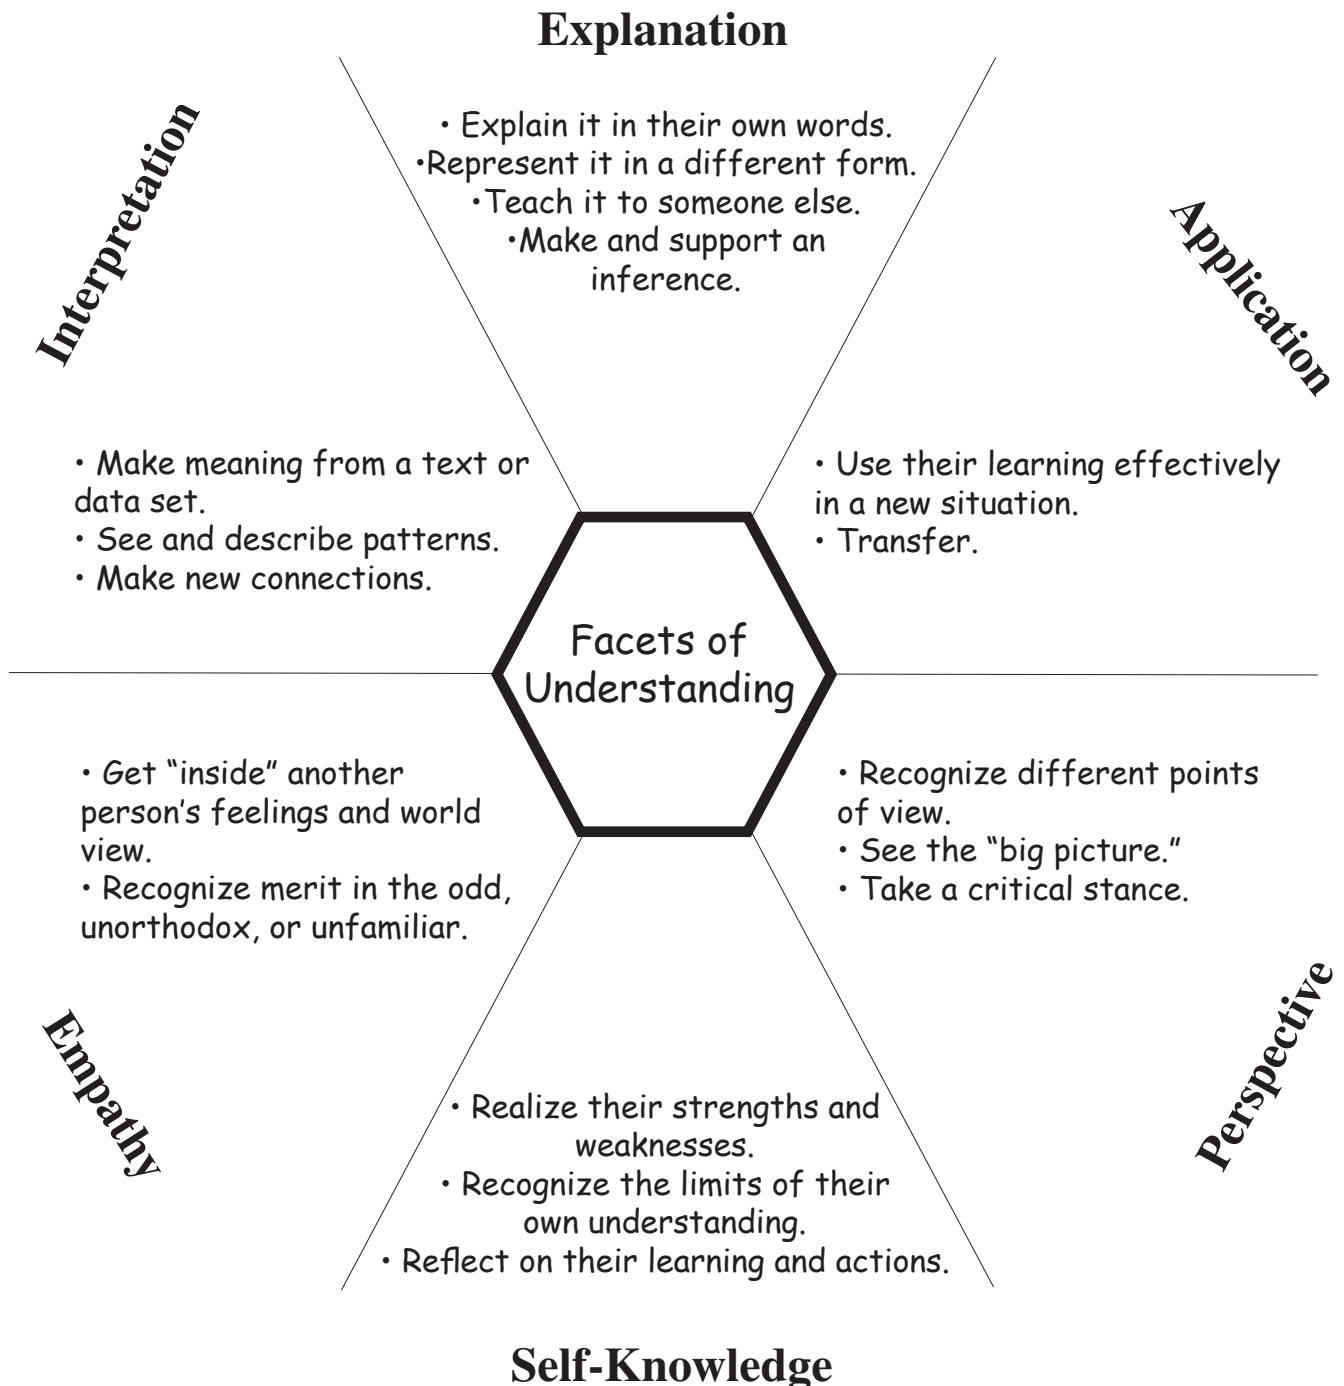 Explanation
• Explain it in their own words.
•Represent it in a different form.
•Teach it to someone else.
•Make and support an
inference.
Interpretation
• Make meaning from a text or
data set.
• See and describe patterns.
• Make new connections.
Application
• Use their learning effectively
in a new situation.
• Transfer.
Facets of
Understanding
• Get “inside” another
person’s feelings and world
view.
• Recognize merit in the odd,
unorthodox, or unfamiliar.
Empathy
• Recognize different points
of view.
• See the “big picture.”
• Take a critical stance.
Perspective
• Realize their strengths and
weaknesses.
• Recognize the limits of their
own understanding.
• Reflect on their learning and actions.
Self-Knowledge